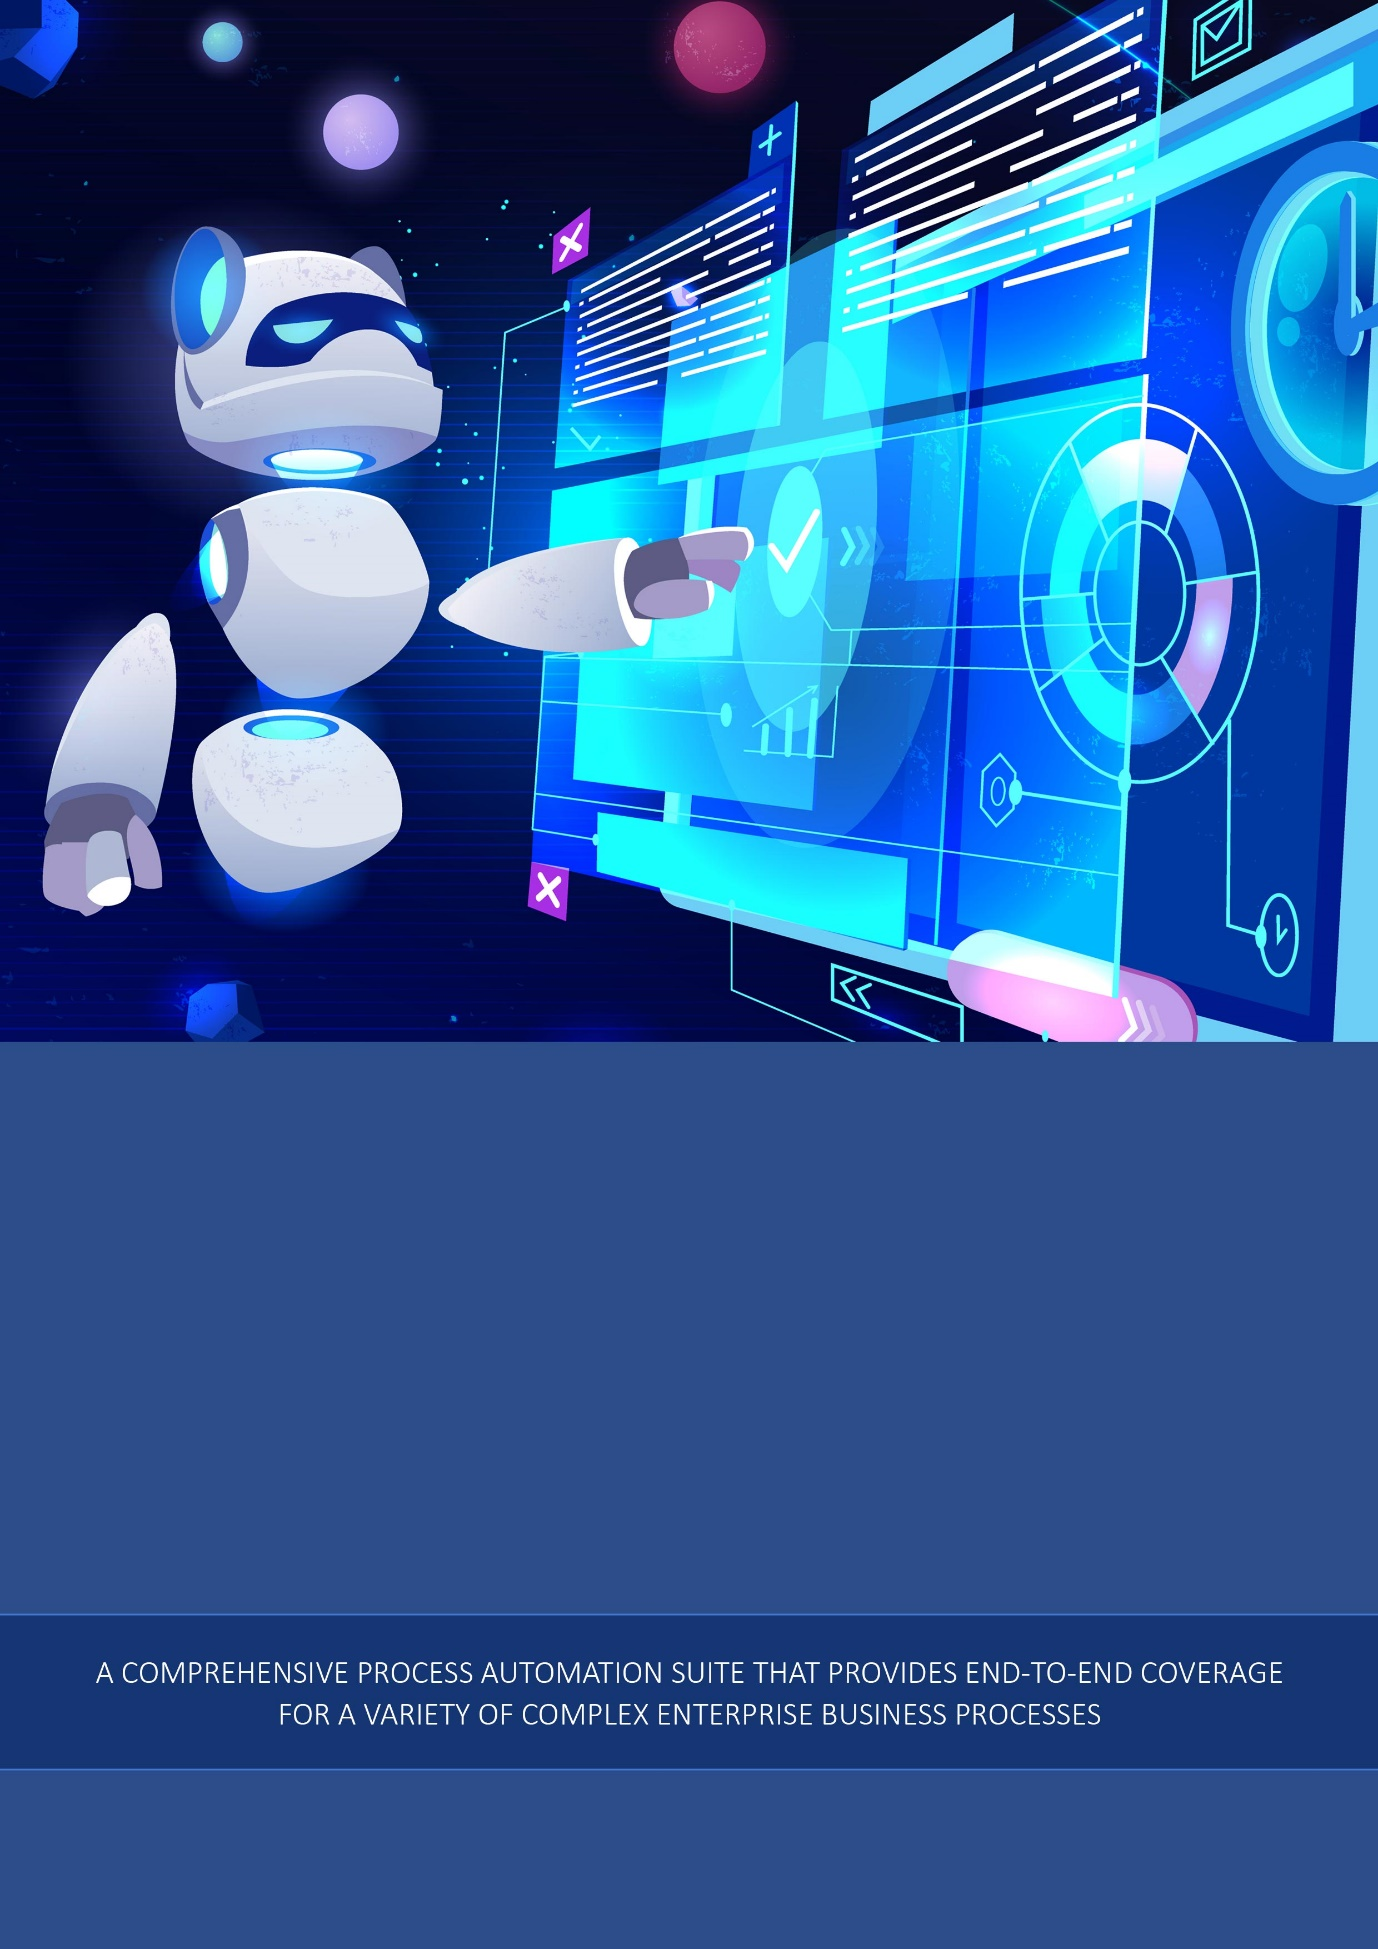 A COMPREHENSIVE PROCESS AUTOMATION SUITE THAT PROVIDES END-TO-END COVERAGE
FOR A VARIETY OF COMPLEX ENTERPRISE BUSINESS PROCESSES